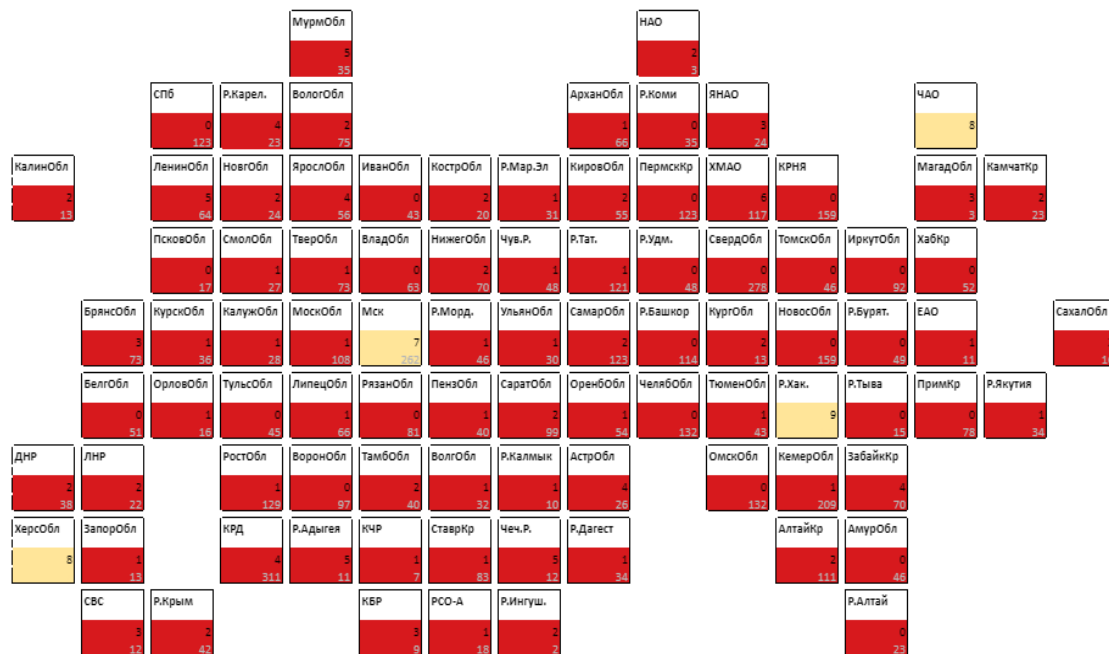 МурмОбл НАО
5 2
35 3
СПб Р.Карел. ВологОбл АрханОбл Р.Коми ЯНАО ЧАО
0 4 2 1 0 3 8
123 23 75 66 35 24
КалинОбл ЛенинОбл НовгОбл ЯрослОбл ИванОбл КострОбл Р.Мар.Эл КировОбл ПермскКр ХМАО КРНЯ МагадОбл КамчатКр
2 5 2 4 0 2 1 2 0 6 0 3 2
13 64 24 56 43 20 31 55 123 117 159 3 23
ПсковОбл СмолОбл ТверОбл ВладОбл НижегОбл Чув.Р. Р.Тат. Р.Удм. СвердОбл ТомскОбл ИркутОбл ХабКр
0 1 1 0 2 1 1 0 0 0 0 0
17 27 73 63 70 48 121 48 278 46 92 52
БрянсОбл КурскОбл КалужОбл МоскОбл Мск Р.Морд. УльянОбл СамарОбл Р.Башкор КургОбл НовосОбл Р.Бурят. ЕАО СахалОбл
3 1 1 1 7 1 1 2 0 2 0 0 1
73 36 28 108 262 46 30 123 114 13 159 49 11
БелгОбл ОрловОбл ТульсОбл ЛипецОбл РязанОбл ПензОбл СаратОбл ОренбОбл ЧелябОбл ТюменОбл Р.Хак. Р.Тыва ПримКр Р.Якутия
0 1 0 1 0 1 2 1 0 1 9 0 0 1
51 16 45 66 81 40 99 54 132 43 15 78 34
ДНР ЛНР РостОбл ВоронОбл ТамбОбл ВолгОбл Р.Калмык АстрОбл ОмскОбл КемерОбл ЗабайкКр
2 2 1 0 2 1 1 4 0 1 4
38 22 129 97 40 32 10 26 132 209 70
ХерсОбл ЗапорОбл КРД Р.Адыгея КЧР СтаврКр Чеч.Р. Р.Дагест АлтайКр АмурОбл
8 1 4 5 1 1 5 1 2 0
13 311 11 7 83 12 34 111 46
СВС Р.Крым КБР РСО-А Р.Ингуш. Р.Алтай
3 2 3 1 2 0
12 42 9 18 2 23